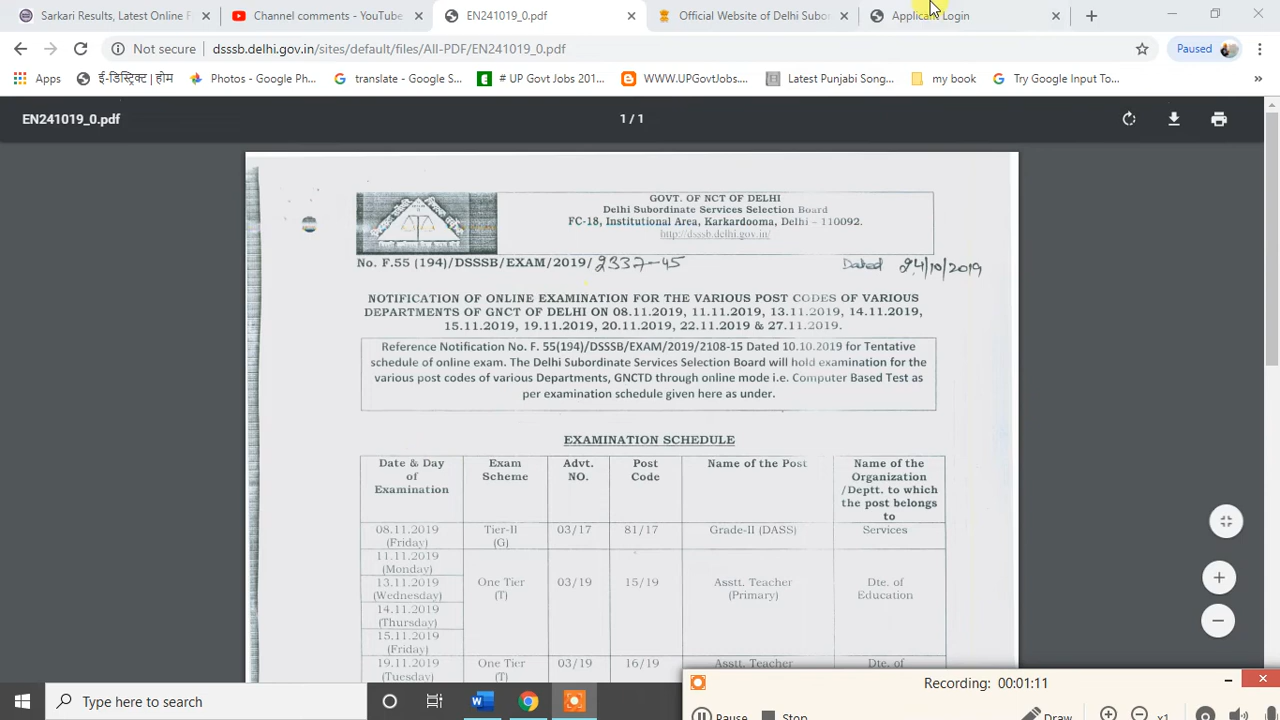 Sarkari Results, Latest Online F
Channel comments - YouTube
EN241019_0.pdf
Official Website of Delhi Subor
Applicant Login
Not secure
dsssb.delhi.gov.in/sites/default/files/All-PDF/EN241019_0.pdf
Paused
Apps
ई-डिस्ट्रिक्ट | होम
Photos - Google Ph...
translate - Google S...
# UP Govt Jobs 201...
WWW.UPGovtJobs....
Latest Punjabi Song...
my book
Try Google Input To...
»
EN241019_0.pdf
1 / 1
GOVT. OF NCT OF DELHI
Delhi Subordinate Services Selection Board
FC-18, Institutional Area, Karkardooma, Delhi – 110092.
http://dsssb.delhi.gov.in/
No. F.55 (194)/DSSSB/EXAM/2019/2337-45 Dated 24/10/2019
NOTIFICATION OF ONLINE EXAMINATION FOR THE VARIOUS POST CODES OF VARIOUS
DEPARTMENTS OF GNCT OF DELHI ON 08.11.2019, 11.11.2019, 13.11.2019, 14.11.2019,
15.11.2019, 19.11.2019, 20.11.2019, 22.11.2019 & 27.11.2019.
Reference Notification No. F. 55(194)/DSSSB/EXAM/2019/2108-15 Dated 10.10.2019 for Tentative
schedule of online exam. The Delhi Subordinate Services Selection Board will hold examination for the
various post codes of various Departments, GNCTD through online mode i.e. Computer Based Test as
per examination schedule given here as under.
EXAMINATION SCHEDULE
Date & Day
of
Examination
Exam
Scheme
Advt.
NO.
Post
Code
Name of the Post
Name of the
Organization
/Deptt. to which
the post belongs
to
08.11.2019
(Friday)
Tier-II
(G)
03/17
81/17
Grade-II (DASS)
Services
11.11.2019
(Monday)
13.11.2019
(Wednesday)
14.11.2019
(Thursday)
15.11.2019
(Friday)
One Tier
(T)
03/19
15/19
Asstt. Teacher
(Primary)
Dte. of
Education
19.11.2019
(Tuesday)
One Tier
(T)
03/19
16/19
Asstt. Teacher
Dte. of
Recording: 00:01:11
Pause
Stop
Draw
x1
Type here to search